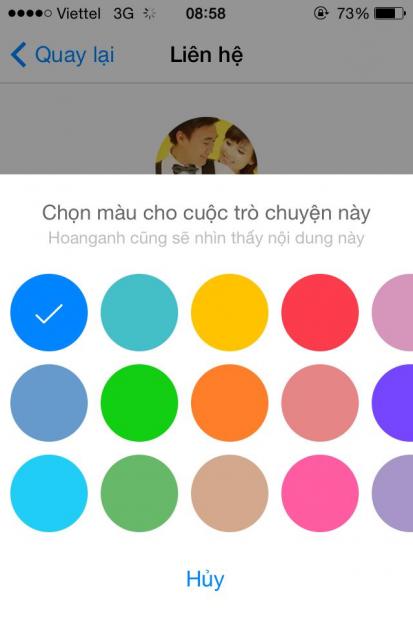 Viettel 3G 08:58 73%
Quay lại Liên hệ
Chọn màu cho cuộc trò chuyện này
Hoanganh cũng sẽ nhìn thấy nội dung này
Hủy